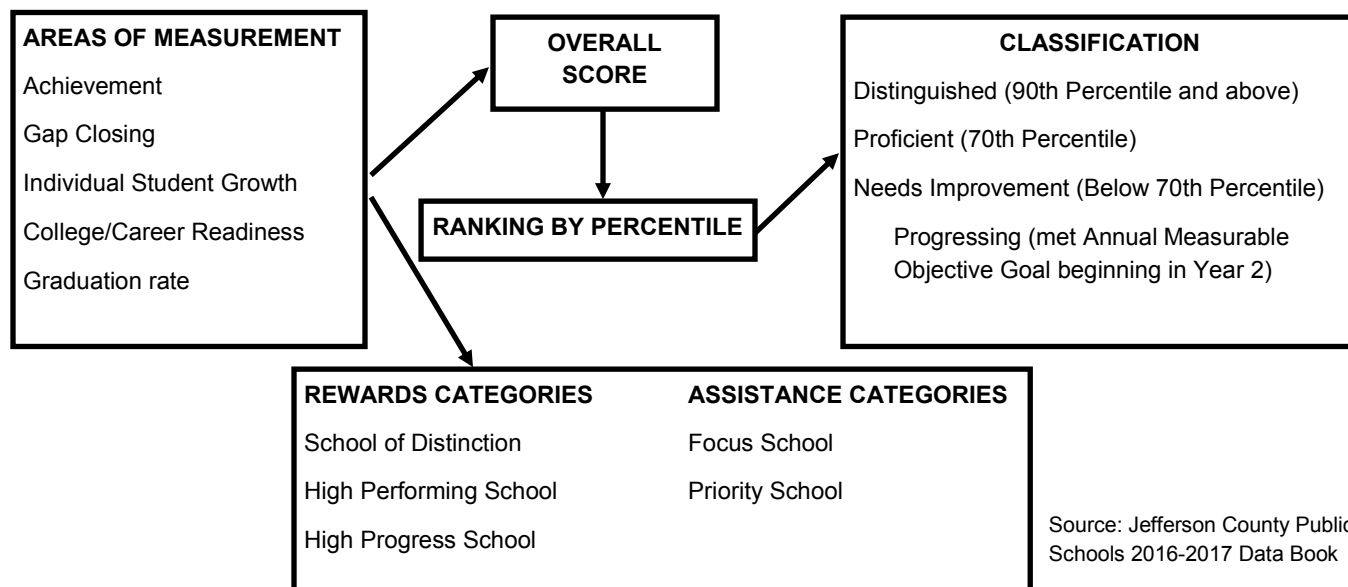 AREAS OF MEASUREMENT
Achievement
Gap Closing
Individual Student Growth
College/Career Readiness
Graduation rate
OVERALL
SCORE
RANKING BY PERCENTILE
CLASSIFICATION
Distinguished (90th Percentile and above)
Proficient (70th Percentile)
Needs Improvement (Below 70th Percentile)
Progressing (met Annual Measurable
Objective Goal beginning in Year 2)
REWARDS CATEGORIES
School of Distinction
High Performing School
High Progress School
ASSISTANCE CATEGORIES
Focus School
Priority School
Source: Jefferson County Public
Schools 2016-2017 Data Book